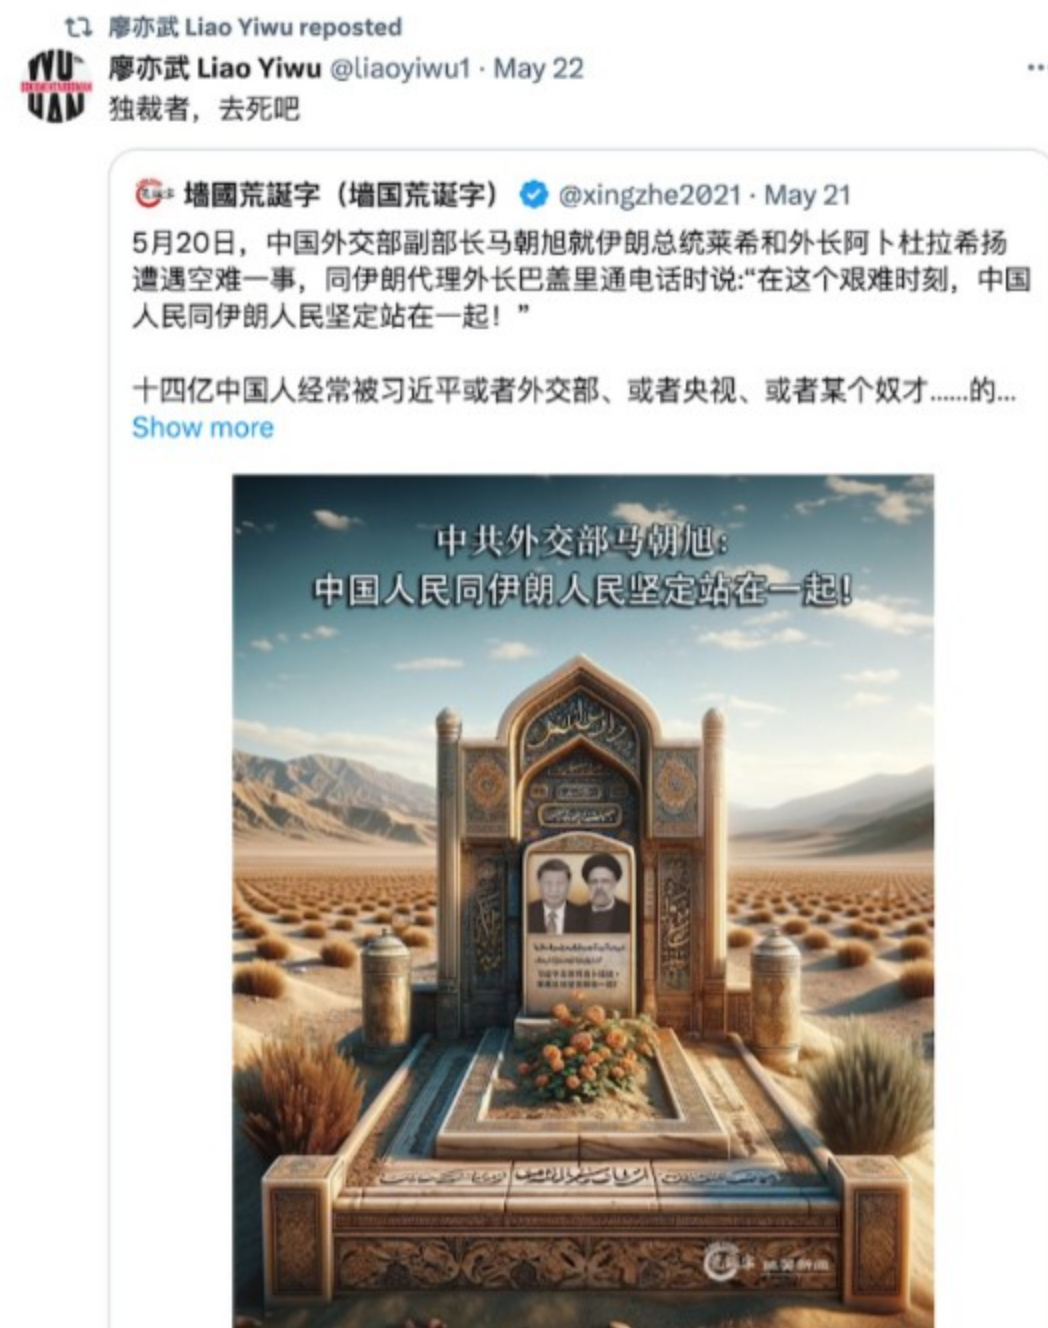 廖亦武 Liao Yiwu reposted
廖亦武 Liao Yiwu @liaoyiwu1 · May 22
独裁者，去死吧
墙國荒誕字（墙国荒诞字） @xingzhe2021 · May 21
5月20日，中国外交部副部长马朝旭就伊朗总统莱希和外长阿卜杜拉希扬
遭遇空难一事，同伊朗代理外长巴盖里通电话时说:“在这个艰难时刻，中国
人民同伊朗人民坚定站在一起！”
十四亿中国人经常被习近平或者外交部、或者央视、或者某个奴才......的...
Show more
中共外交部马朝旭:
中国人民同伊朗人民坚定站在一起!